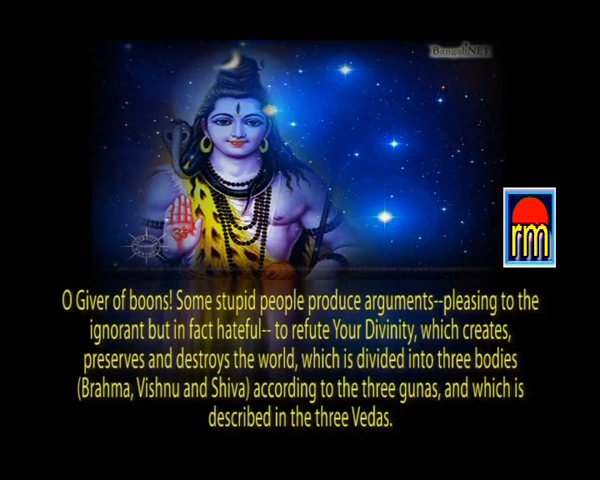 BanglaNET
rm
O Giver of boons! Some stupid people produce arguments--pleasing to the
ignorant but in fact hateful-- to refute Your Divinity, which creates,
preserves and destroys the world, which is divided into three bodies
(Brahma, Vishnu and Shiva) according to the three gunas, and which is
described in the three Vedas.